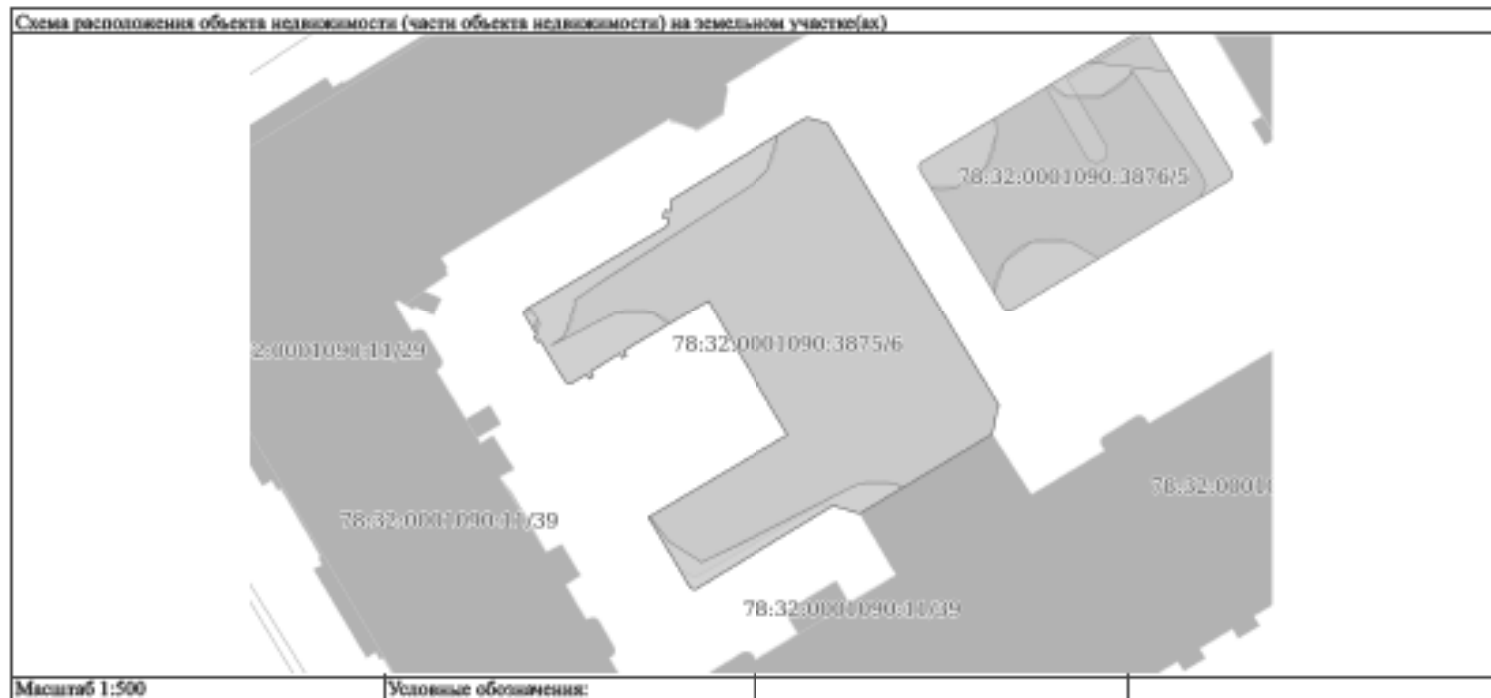 Схема расположения объекта недвижимости (части объекта недвижимости) на земельном участке(ах)
78:32:0001090:3876/5
78:32:0001090:3875/6
2:0001090:11/29
78:32:00010
78:32:0001090:11/39
78:32:0001090:11/39
Масштаб 1:500
Условные обозначения: